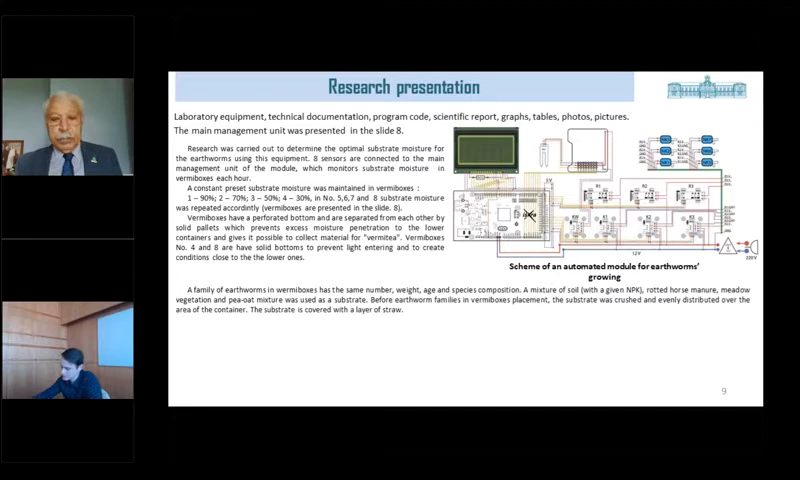 Research presentation
Laboratory equipment, technical documentation, program code, scientific report, graphs, tables, photos, pictures.
The main management unit was presented in the slide 8.
Research was carried out to determine the optimal substrate moisture for
the earthworms using this equipment. 8 sensors are connected to the main
management unit of the module, which monitors substrate moisture in
vermiboxes each hour.
A constant preset substrate moisture was maintained in vermiboxes :
1 – 90%; 2 – 70%; 3 – 50%; 4 – 30%, in No. 5,6,7 and 8 substrate moisture
was repeated accordintly (vermiboxes are presented in the slide. 8).
Vermiboxes have a perforated bottom and are separated from each other by
solid pallets which prevents excess moisture penetration to the lower
containers and gives it possible to collect material for "vermitea". Vermiboxes
No. 4 and 8 are have solid bottoms to prevent light entering and to create
conditions close to the the lower ones.
5 V
R1
R2
R3
K1
K2
K3
12 V
220 V
Scheme of an automated module for earthworms'
growing
A family of earthworms in wermiboxes has the same number, weight, age and species composition. A mixture of soil (with a given NPK), rotted horse manure, meadow
vegetation and pea-oat mixture was used as a substrate. Before earthworm families in vermiboxes placement, the substrate was crushed and evenly distributed over the
area of the container. The substrate is covered with a layer of straw.
9